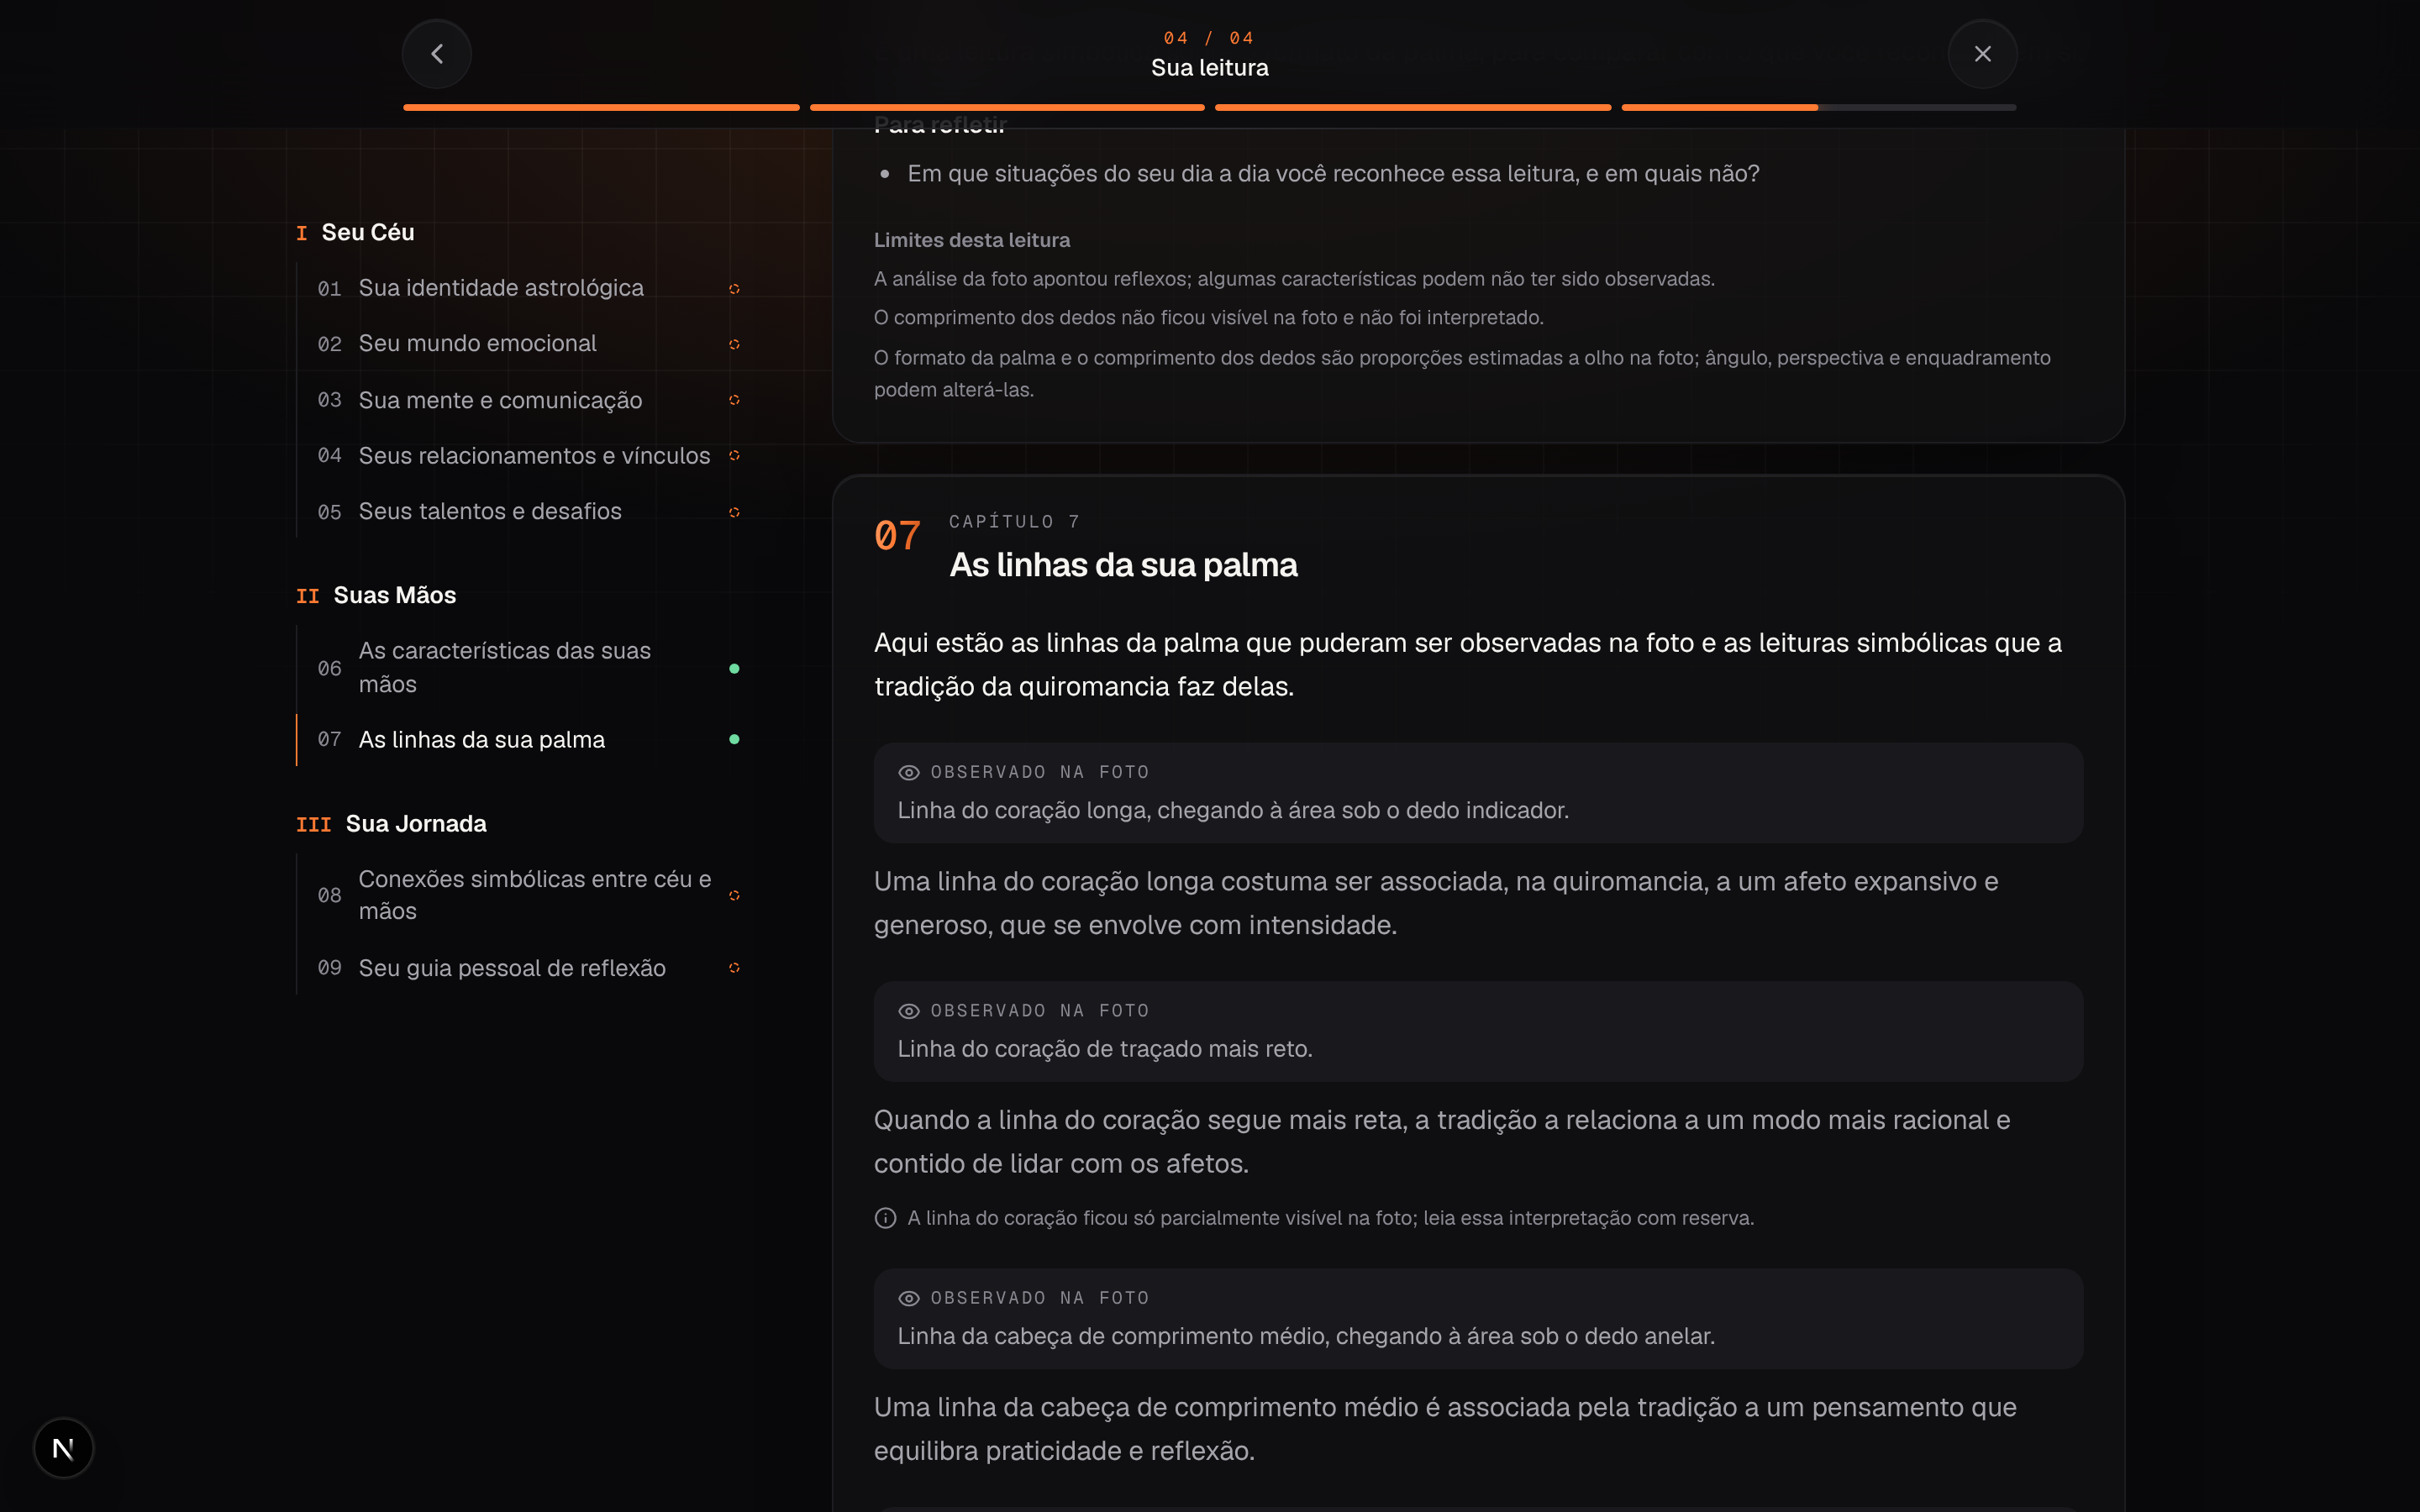 04 / 04
Sua leitura
I Seu Céu
01 Sua identidade astrológica
02 Seu mundo emocional
03 Sua mente e comunicação
04 Seus relacionamentos e vínculos
05 Seus talentos e desafios
II Suas Mãos
06 As características das suas
mãos
07 As linhas da sua palma
III Sua Jornada
08 Conexões simbólicas entre céu e
mãos
09 Seu guia pessoal de reflexão
Para refletir
• Em que situações do seu dia a dia você reconhece essa leitura, e em quais não?
Limites desta leitura
A análise da foto apontou reflexos; algumas características podem não ter sido observadas.
O comprimento dos dedos não ficou visível na foto e não foi interpretado.
O formato da palma e o comprimento dos dedos são proporções estimadas a olho na foto; ângulo, perspectiva e enquadramento
podem alterá-las.
07
CAPÍTULO 7
As linhas da sua palma
Aqui estão as linhas da palma que puderam ser observadas na foto e as leituras simbólicas que a
tradição da quiromancia faz delas.
OBSERVADO NA FOTO
Linha do coração longa, chegando à área sob o dedo indicador.
Uma linha do coração longa costuma ser associada, na quiromancia, a um afeto expansivo e
generoso, que se envolve com intensidade.
OBSERVADO NA FOTO
Linha do coração de traçado mais reto.
Quando a linha do coração segue mais reta, a tradição a relaciona a um modo mais racional e
contido de lidar com os afetos.
A linha do coração ficou só parcialmente visível na foto; leia essa interpretação com reserva.
OBSERVADO NA FOTO
Linha da cabeça de comprimento médio, chegando à área sob o dedo anelar.
Uma linha da cabeça de comprimento médio é associada pela tradição a um pensamento que
equilibra praticidade e reflexão.
N